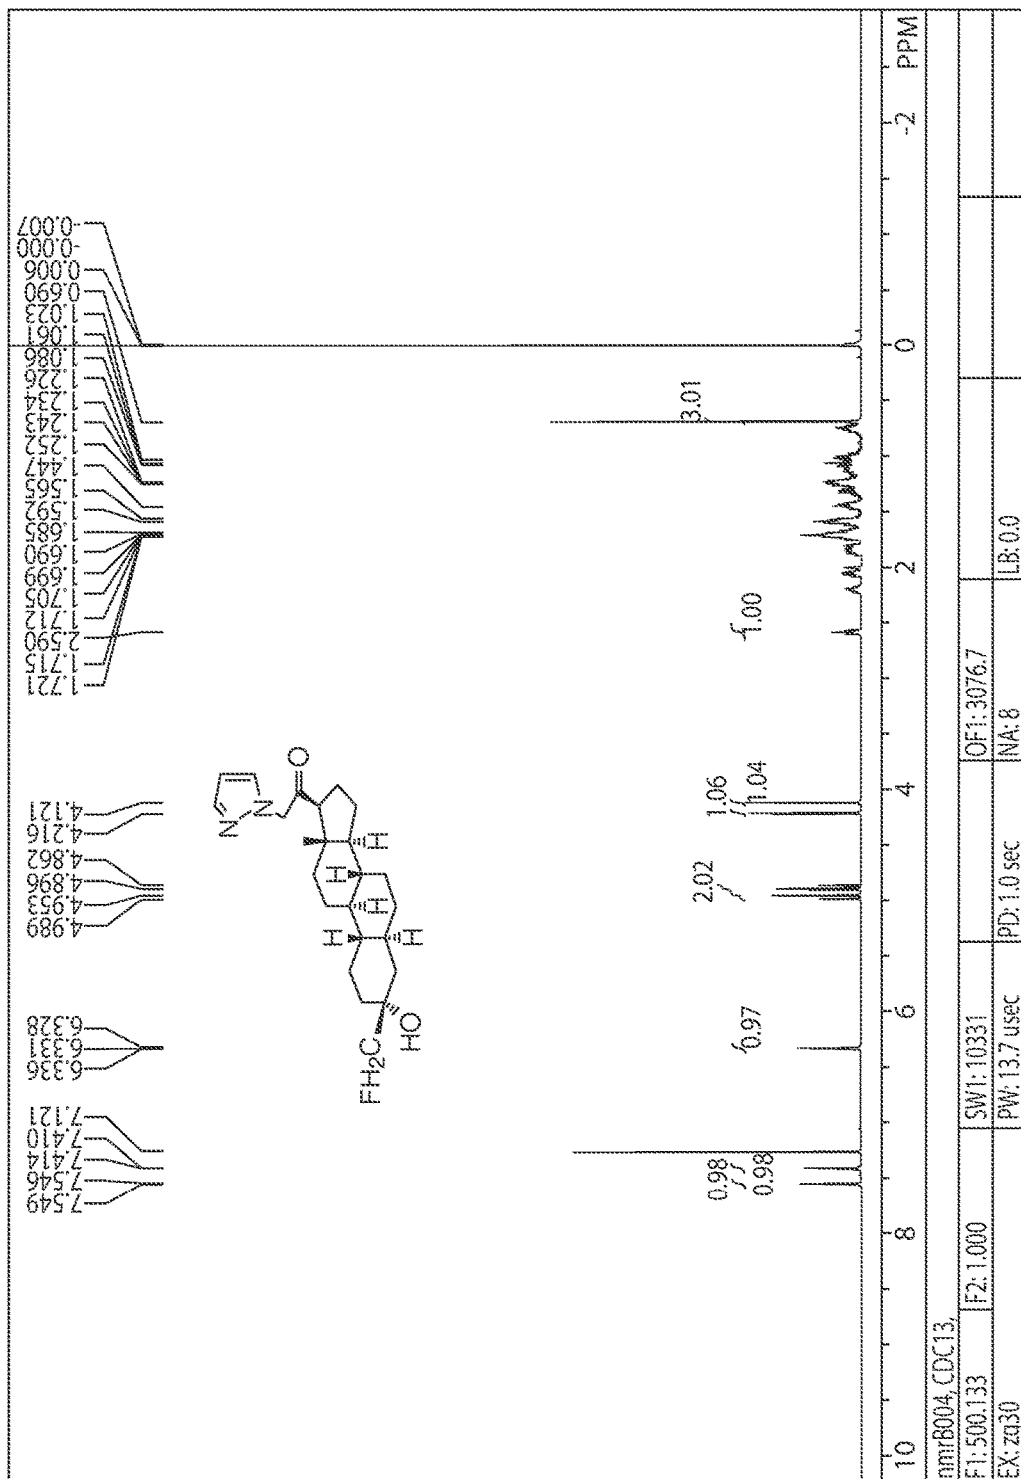 7.549
7.546
7.414
7.410
7.121
6.336
6.331
6.328
4.989
4.953
4.896
4.862
4.216
4.121
1.721
1.715
2.590
1.712
1.705
1.699
1.690
1.685
1.592
1.565
1.447
1.252
1.243
1.234
1.226
1.086
1.061
1.023
0.690
0.006
-0.000
-0.007
N
N
O
H
H
H
H
H
FH2C
HO
0.98
0.98
0.97
2.02
1.06
1.04
1.00
3.01
10
8
6
4
2
0
-2
PPM
nmrB004, CDC13,
F1: 500.133
F2: 1.000
SW1: 10331
OF1: 3076.7
EX: zq30
PW: 13.7 usec
PD: 1.0 sec
NA: 8
LB: 0.0